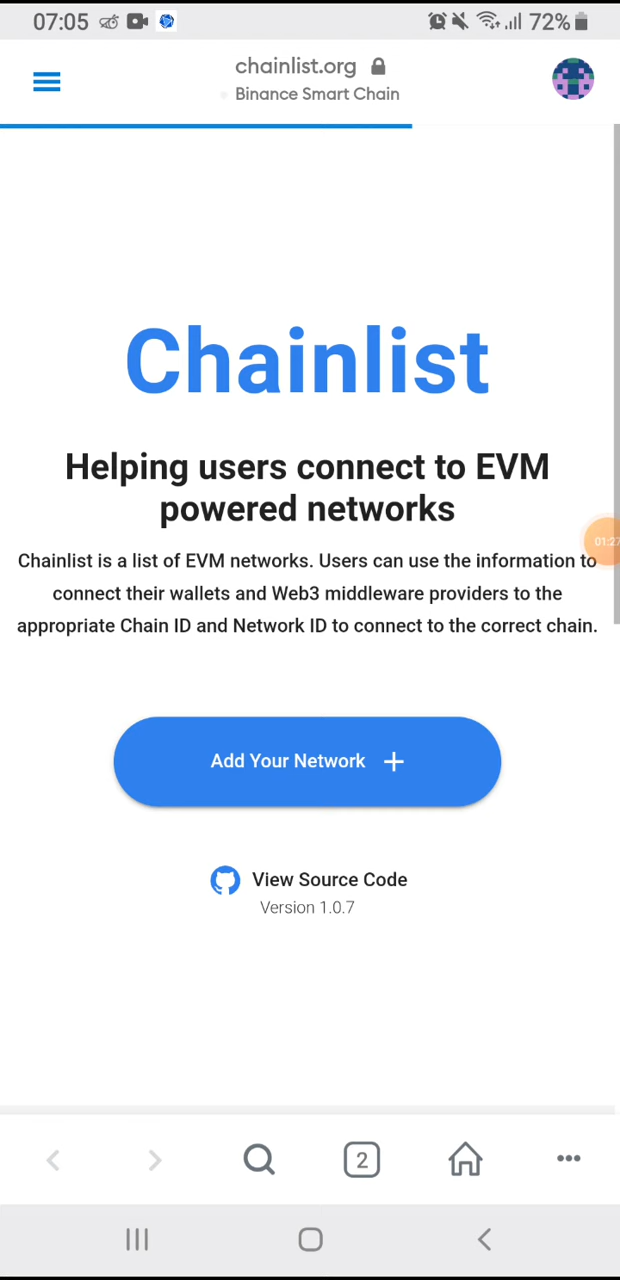 07:05
72%
chainlist.org
Binance Smart Chain
Chainlist
Helping users connect to EVM
powered networks
01:27
Chainlist is a list of EVM networks. Users can use the information to
connect their wallets and Web3 middleware providers to the
appropriate Chain ID and Network ID to connect to the correct chain.
Add Your Network +
View Source Code
Version 1.0.7
2